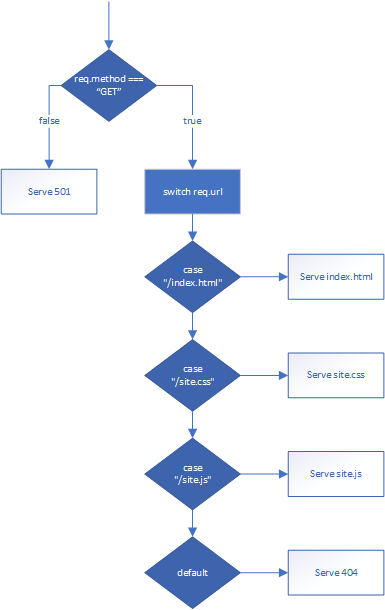 req.method ===
“GET”
false
true
Serve 501
switch req.url
case
"/index.html"
Serve index.html
case
"/site.css"
Serve site.css
case
"/site.js"
Serve site.js
default
Serve 404